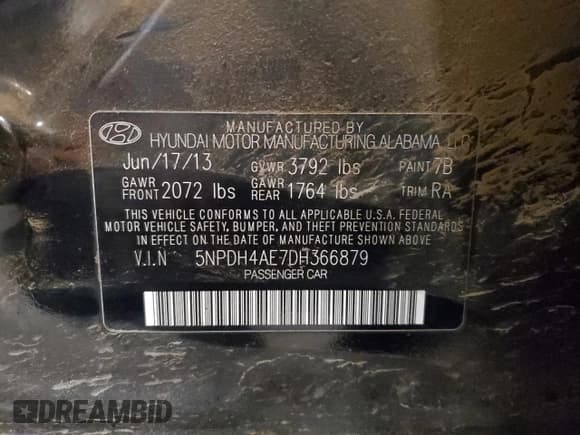 MANUFACTURED BY
HYUNDAI MOTOR MANUFACTURING ALABAMA, LLC
Jun/17/13 GVWR 3792 lbs PAINT 7B
GAWR FRONT 2072 lbs GAWR REAR 1764 lbs TRIM RA
THIS VEHICLE CONFORMS TO ALL APPLICABLE U.S.A. FEDERAL
MOTOR VEHICLE SAFETY, BUMPER, AND THEFT PREVENTION STANDARDS
IN EFFECT ON THE DATE OF MANUFACTURE SHOWN ABOVE
V.I.N 5NPDH4AE7DH366879
PASSENGER CAR
DREAMBID